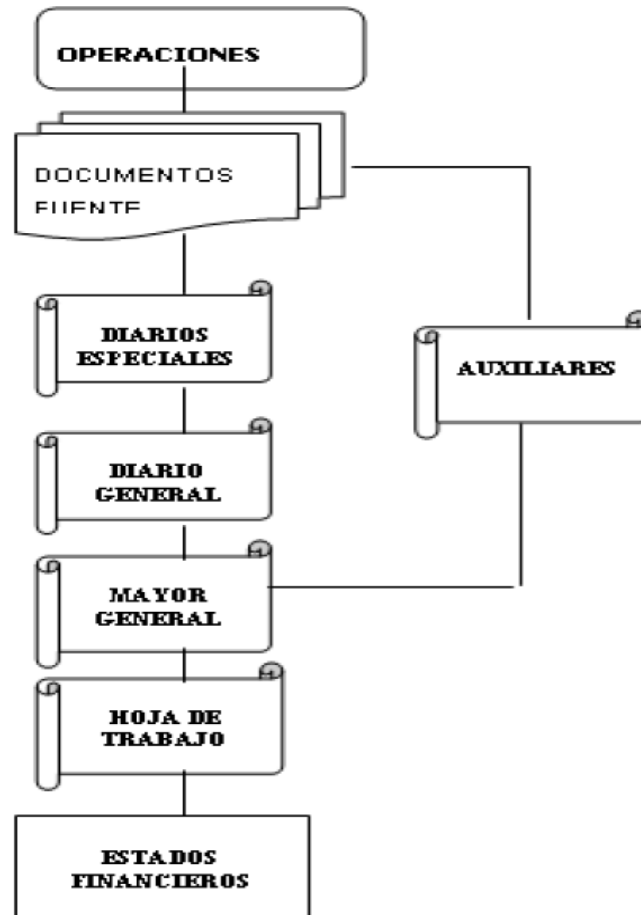 OPERACIONES
DOCUMENTOS
FUENTE
DIARIOS
ESPECIALES
AUXILIARES
DIARIO
GENERAL
MAYOR
GENERAL
HOJA DE
TRABAJO
ESTADOS
FINANCIEROS